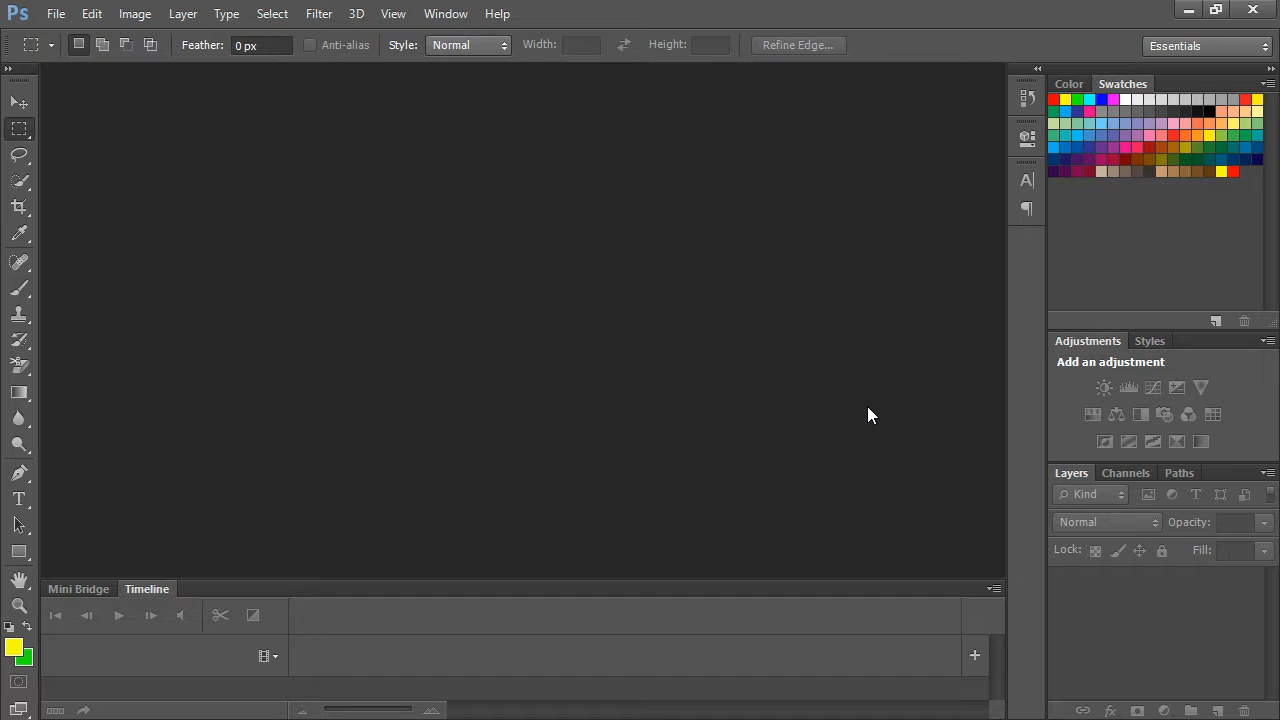 Ps File Edit Image Layer Type Select Filter 3D View Window Help
Feather: 0 px Anti-alias Style: Normal Width: Height: Refine Edge... Essentials
Color Swatches
Adjustments Styles
Add an adjustment
Layers Channels Paths
Kind
Normal Opacity:
Lock: Fill:
Mini Bridge Timeline